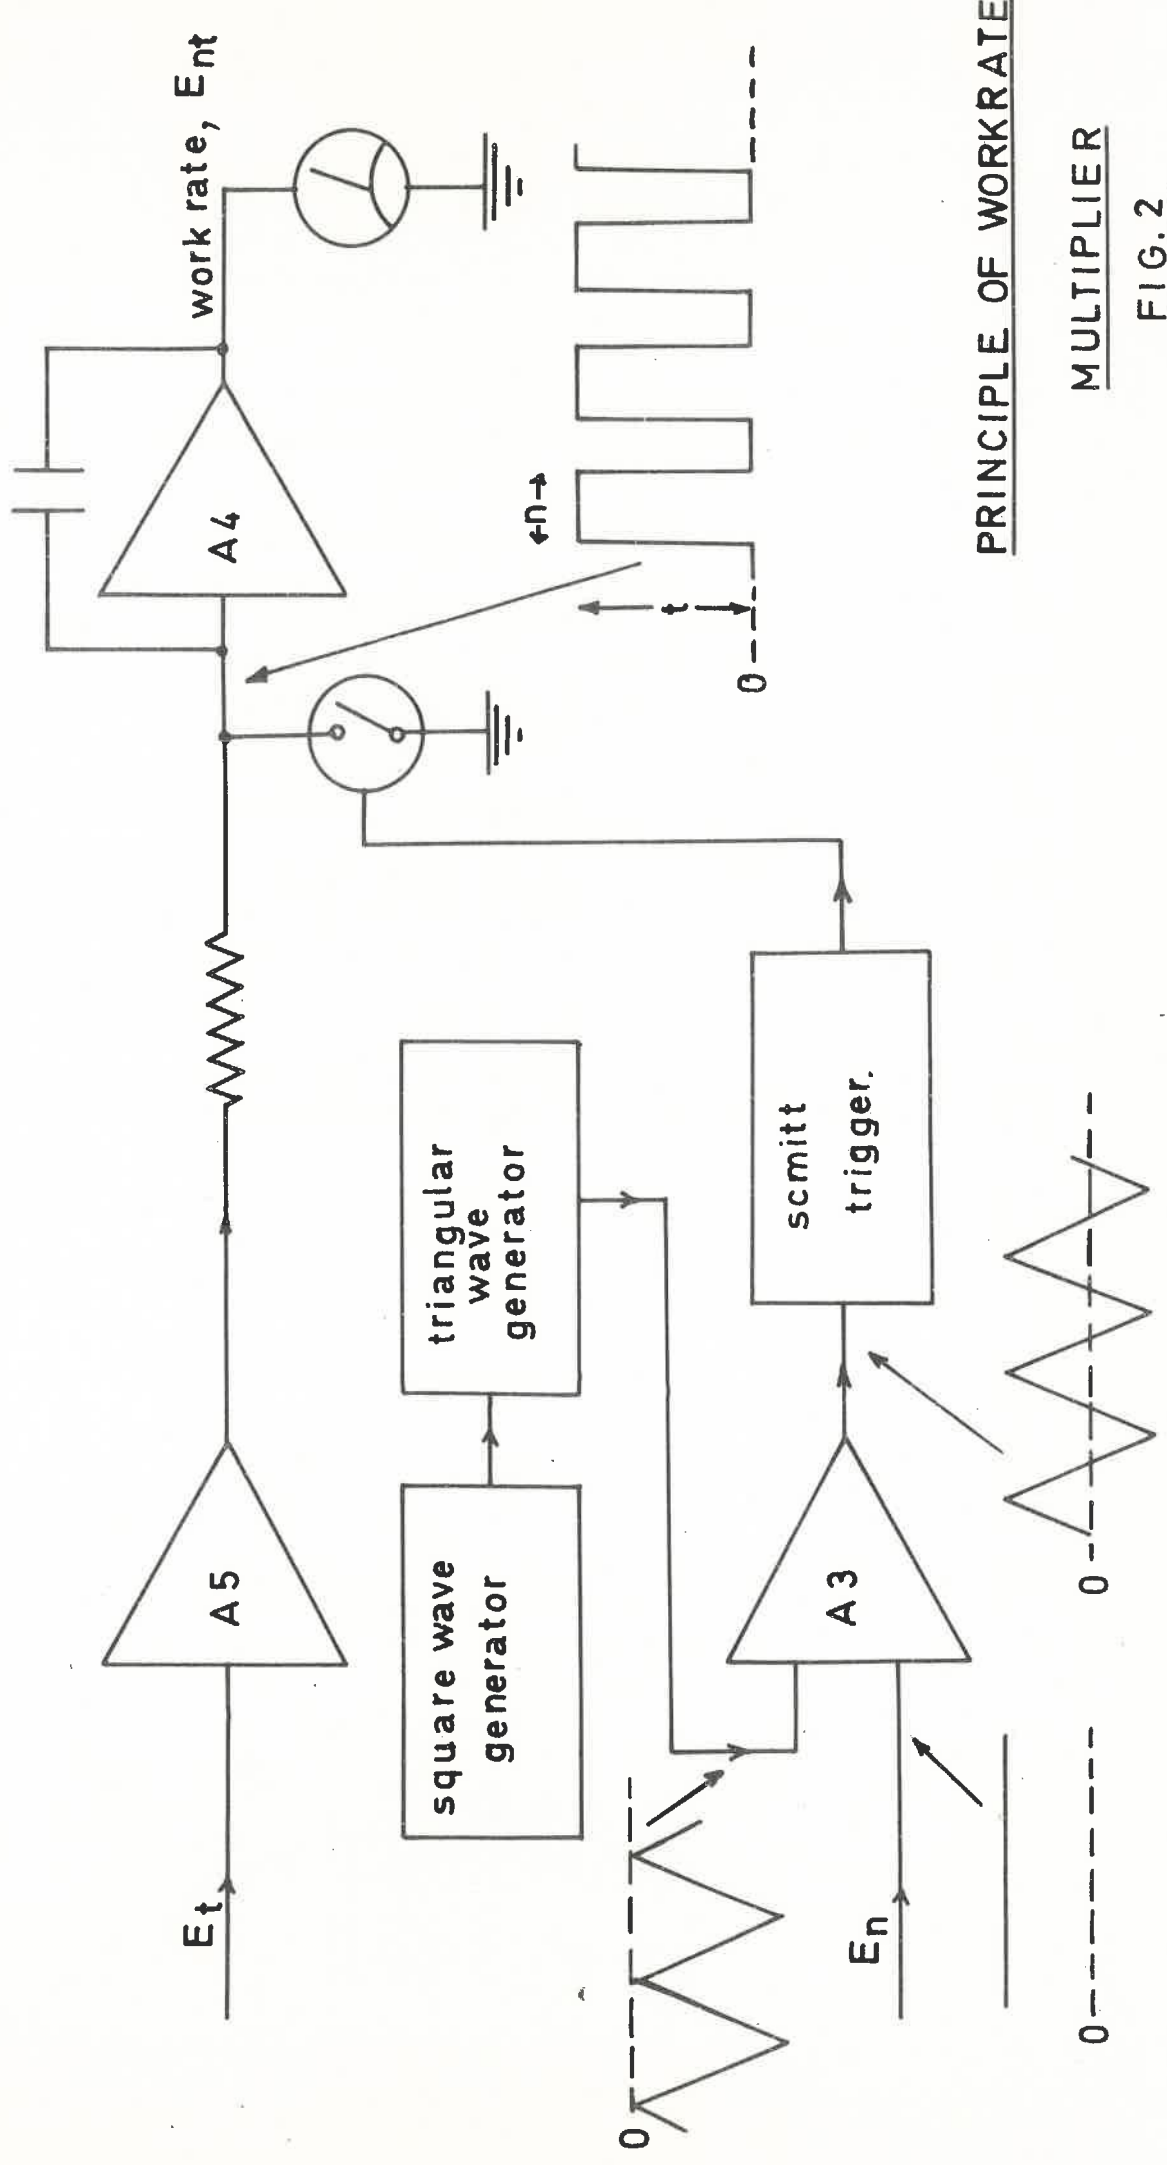 work rate, Ent
A4
A5
Et
triangular
wave
generator
square wave
generator
←n→
t
0
scmitt
trigger.
A3
En
0
0
0
PRINCIPLE OF WORKRATE
MULTIPLIER
FIG. 2